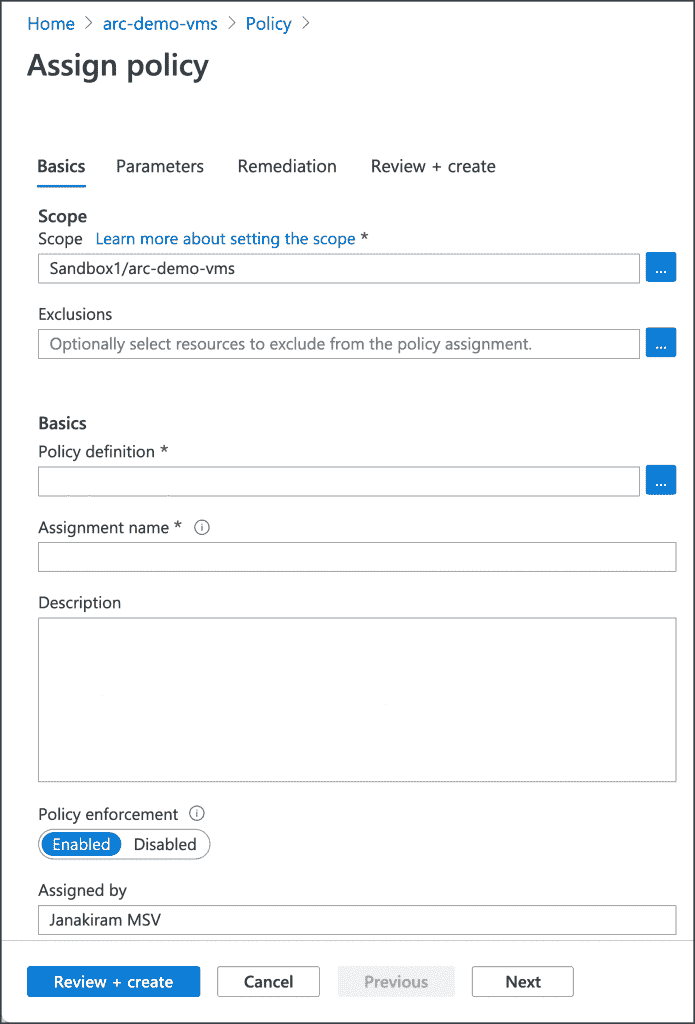 Home > arc-demo-vms > Policy >
Assign policy
Basics Parameters Remediation Review + create
Scope
Scope Learn more about setting the scope *
Sandbox1/arc-demo-vms ...
Exclusions
Optionally select resources to exclude from the policy assignment. ...
Basics
Policy definition *
...
Assignment name *
Description
Policy enforcement
Enabled Disabled
Assigned by
Janakiram MSV
Review + create Cancel Previous Next